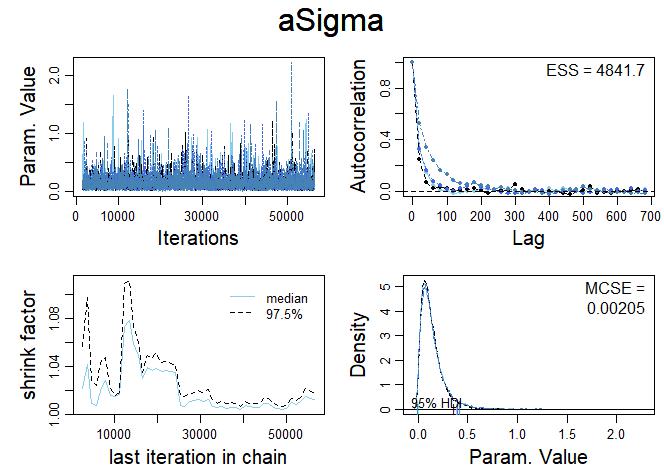 aSigma
Param. Value
0.0
1.0
2.0
0
10000
30000
50000
Iterations
Autocorrelation
0.0
0.4
0.8
ESS = 4841.7
0
100
200
300
400
500
600
700
Lag
shrink factor
1.00
1.04
1.08
median
97.5%
10000
30000
50000
last iteration in chain
Density
0
1
2
3
4
5
MCSE =
0.00205
95% HDI
0.0
0.5
1.0
1.5
2.0
Param. Value